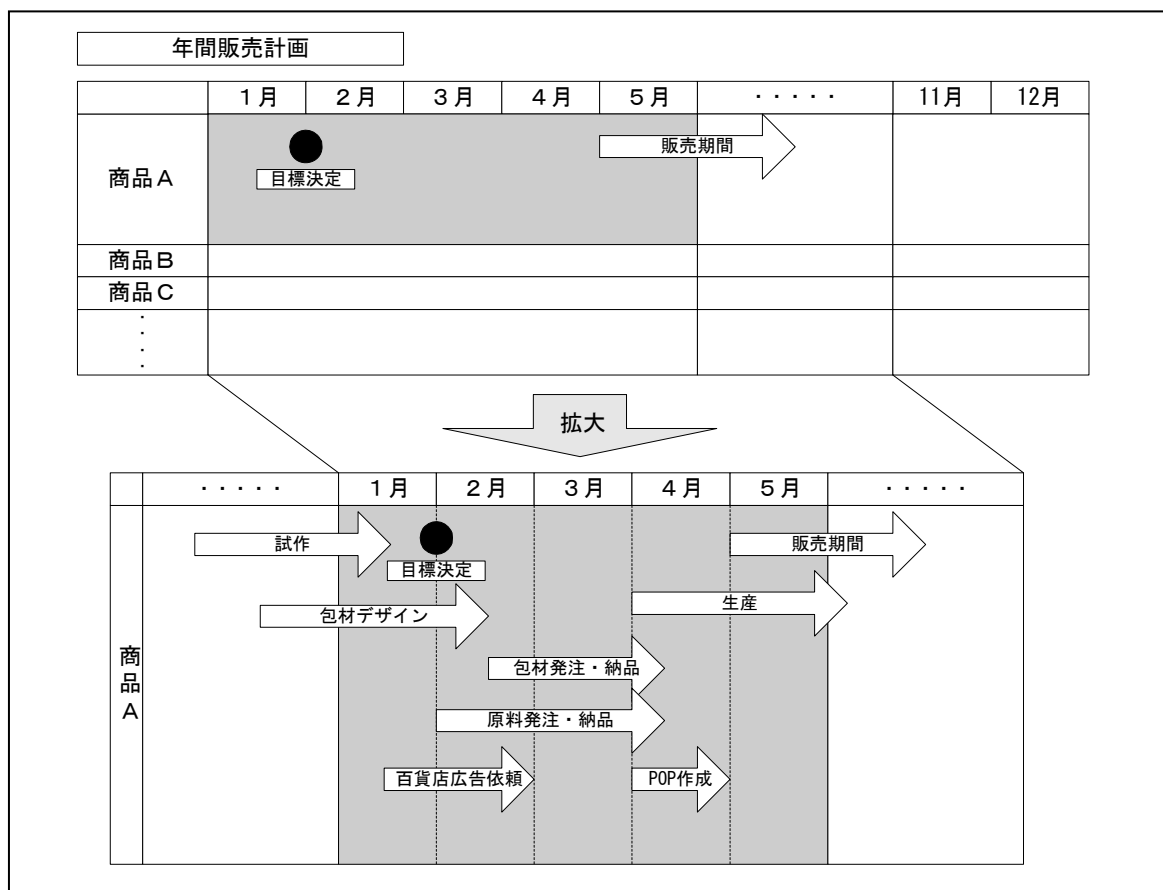 年間販売計画
１月 ２月 ３月 ４月 ５月 ・・・・・ 11月 12月
商品Ａ
販売期間
目標決定
商品Ｂ
商品Ｃ
・・・・
拡大
・・・・・ １月 ２月 ３月 ４月 ５月 ・・・・・
商品Ａ
試作
販売期間
目標決定
包材デザイン
生産
包材発注・納品
原料発注・納品
百貨店広告依頼
POP作成